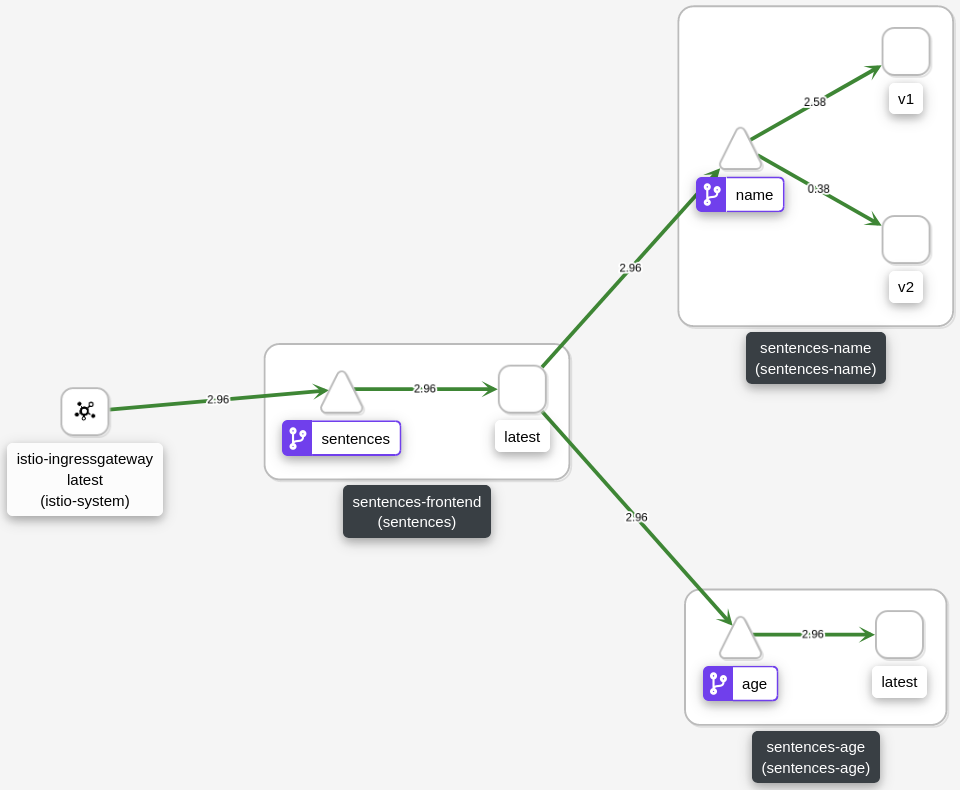 v1
2.58
0.38
name
v2
2.96
sentences-name
(sentences-name)
2.96
2.96
sentences
latest
istio-ingressgateway
latest
(istio-system)
sentences-frontend
(sentences)
2.96
2.96
age
latest
sentences-age
(sentences-age)